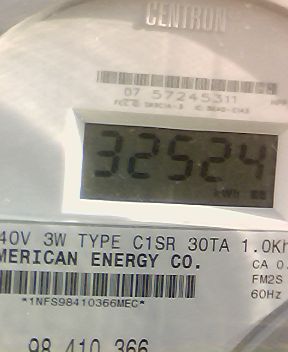 CENTRON
07 57245311
32524
kWh
40V 3W TYPE C1SR 30TA 1.0Kh
MERICAN ENERGY CO.
CA 0.
FM2S
*1NFS98410366MEC*
60Hz
98 410 366